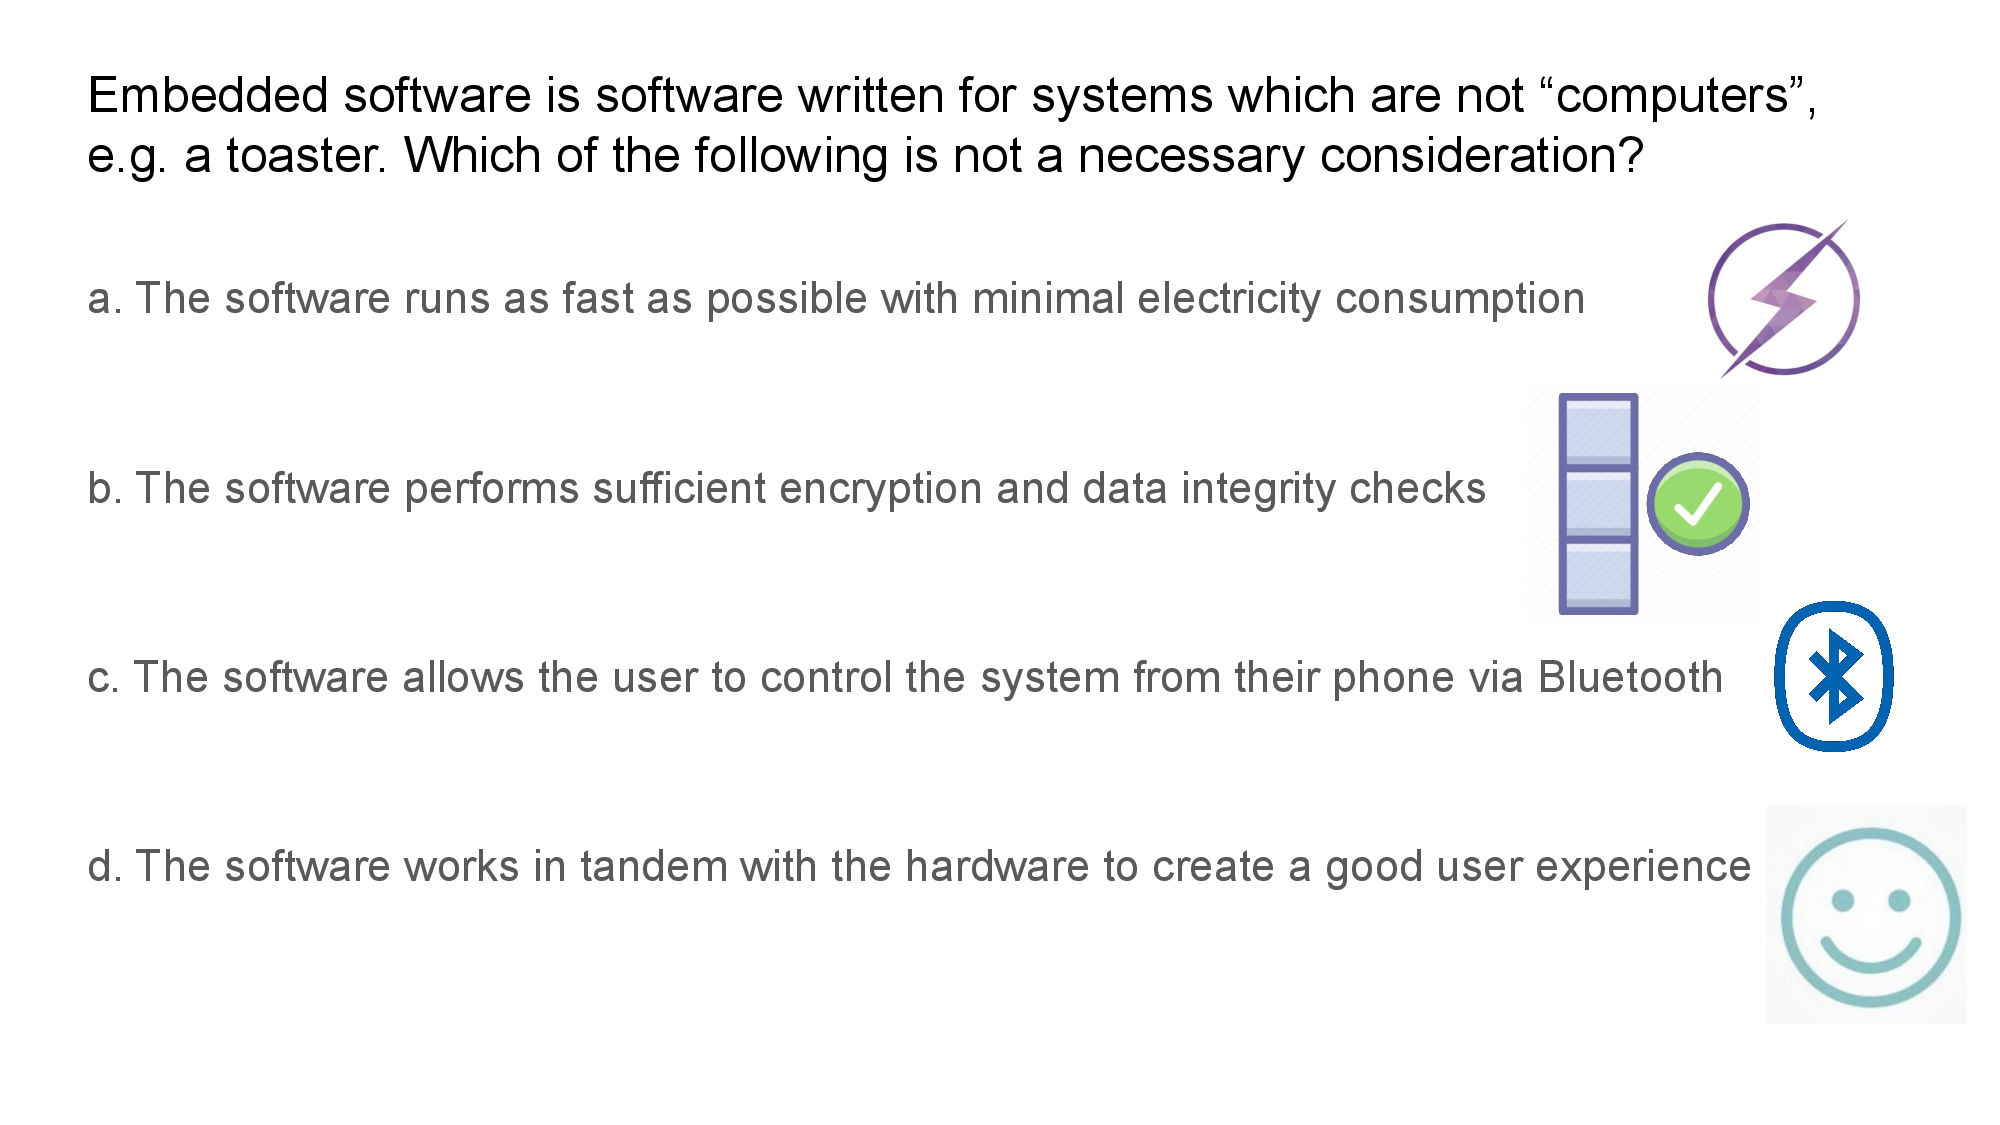 Embedded software is software written for systems which are not “computers”,
e.g. a toaster. Which of the following is not a necessary consideration?
a. The software runs as fast as possible with minimal electricity consumption
b. The software performs sufficient encryption and data integrity checks
c. The software allows the user to control the system from their phone via Bluetooth
d. The software works in tandem with the hardware to create a good user experience